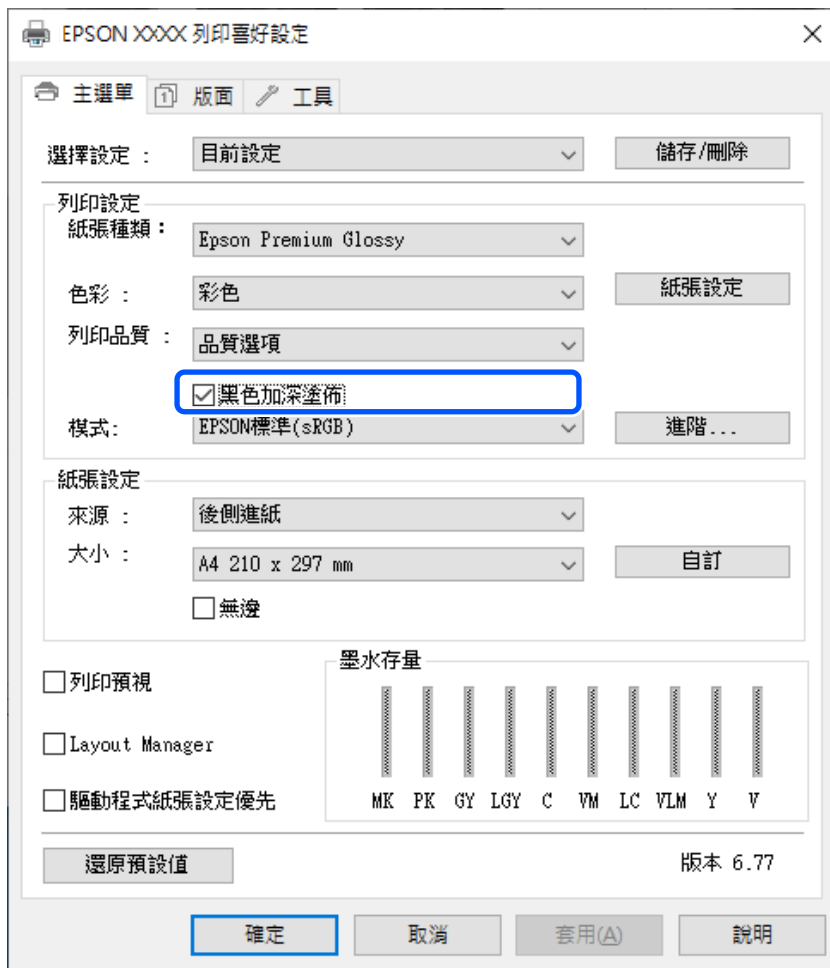 EPSON XXXX 列印喜好設定
主選單 1 版面 工具
選擇設定 : 目前設定 儲存/刪除
列印設定
紙張種類： Epson Premium Glossy
色彩 : 彩色 紙張設定
列印品質 : 品質選項
黑色加深塗佈
模式: EPSON標準(sRGB) 進階...
紙張設定
來源 : 後側進紙
大小 : A4 210 x 297 mm 自訂
無邊
列印預視
Layout Manager
驅動程式紙張設定優先
墨水存量
MK PK GY LGY C VM LC VLM Y V
還原預設值 版本 6.77
確定 取消 套用(A) 說明